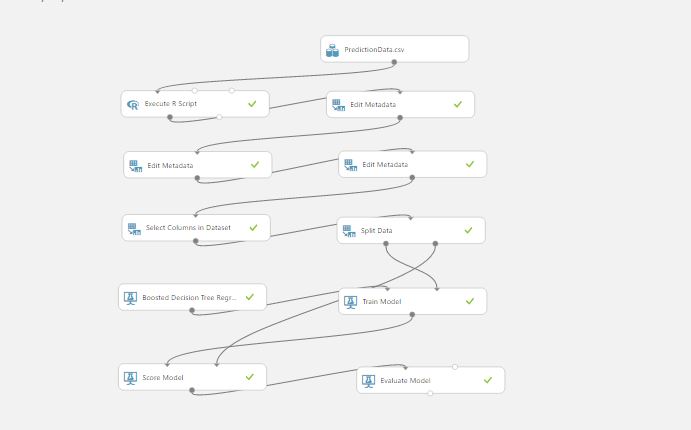 PredictionData.csv
Execute R Script
Edit Metadata
Edit Metadata
Edit Metadata
Select Columns in Dataset
Split Data
Boosted Decision Tree Regr...
Train Model
Score Model
Evaluate Model